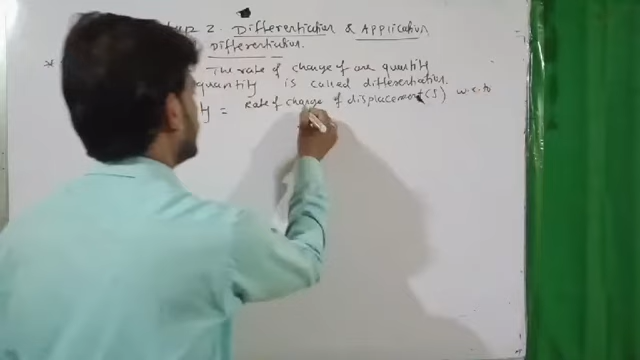 2. Differentiation & Application
Differentiation.
* The rate of change of one quantity
quantity is called differentiation.
y = Rate of change of displacement (s) w.r.to